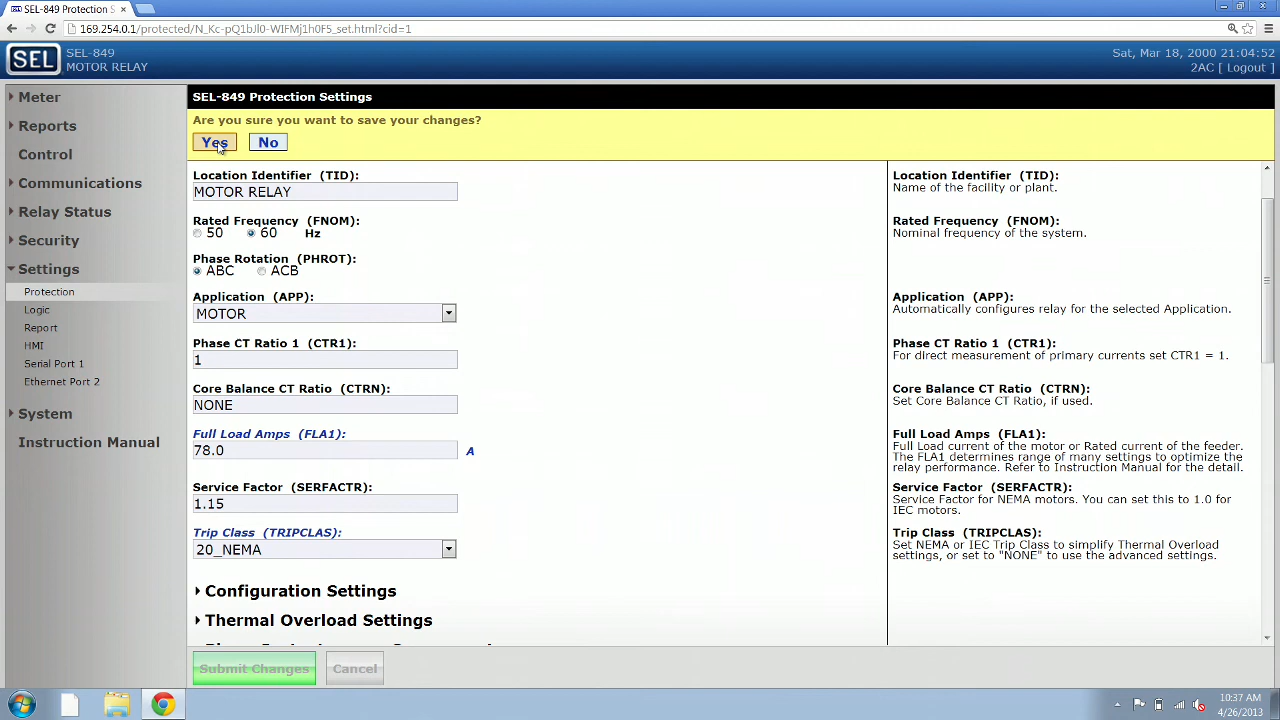 SEL-849 Protection S
169.254.0.1/protected/N_Kc-pQ1bJl0-WIFMj1h0F5_set.html?cid=1
SEL
SEL-849
MOTOR RELAY
Sat, Mar 18, 2000 21:04:52
2AC [ Logout ]
Meter
Reports
Control
Communications
Relay Status
Security
Settings
Protection
Logic
Report
HMI
Serial Port 1
Ethernet Port 2
System
Instruction Manual
SEL-849 Protection Settings
Are you sure you want to save your changes?
Yes No
Location Identifier (TID):
MOTOR RELAY
Rated Frequency (FNOM):
50 60 Hz
Phase Rotation (PHROT):
ABC ACB
Application (APP):
MOTOR
Phase CT Ratio 1 (CTR1):
1
Core Balance CT Ratio (CTRN):
NONE
Full Load Amps (FLA1):
78.0 A
Service Factor (SERFACTR):
1.15
Trip Class (TRIPCLAS):
20_NEMA
Configuration Settings
Thermal Overload Settings
Location Identifier (TID):
Name of the facility or plant.
Rated Frequency (FNOM):
Nominal frequency of the system.
Application (APP):
Automatically configures relay for the selected Application.
Phase CT Ratio 1 (CTR1):
For direct measurement of primary currents set CTR1 = 1.
Core Balance CT Ratio (CTRN):
Set Core Balance CT Ratio, if used.
Full Load Amps (FLA1):
Full Load current of the motor or Rated current of the feeder.
The FLA1 determines range of many settings to optimize the
relay performance. Refer to Instruction Manual for the detail.
Service Factor (SERFACTR):
Service Factor for NEMA motors. You can set this to 1.0 for
IEC motors.
Trip Class (TRIPCLAS):
Set NEMA or IEC Trip Class to simplify Thermal Overload
settings, or set to "NONE" to use the advanced settings.
Submit Changes Cancel
10:37 AM
4/26/2013